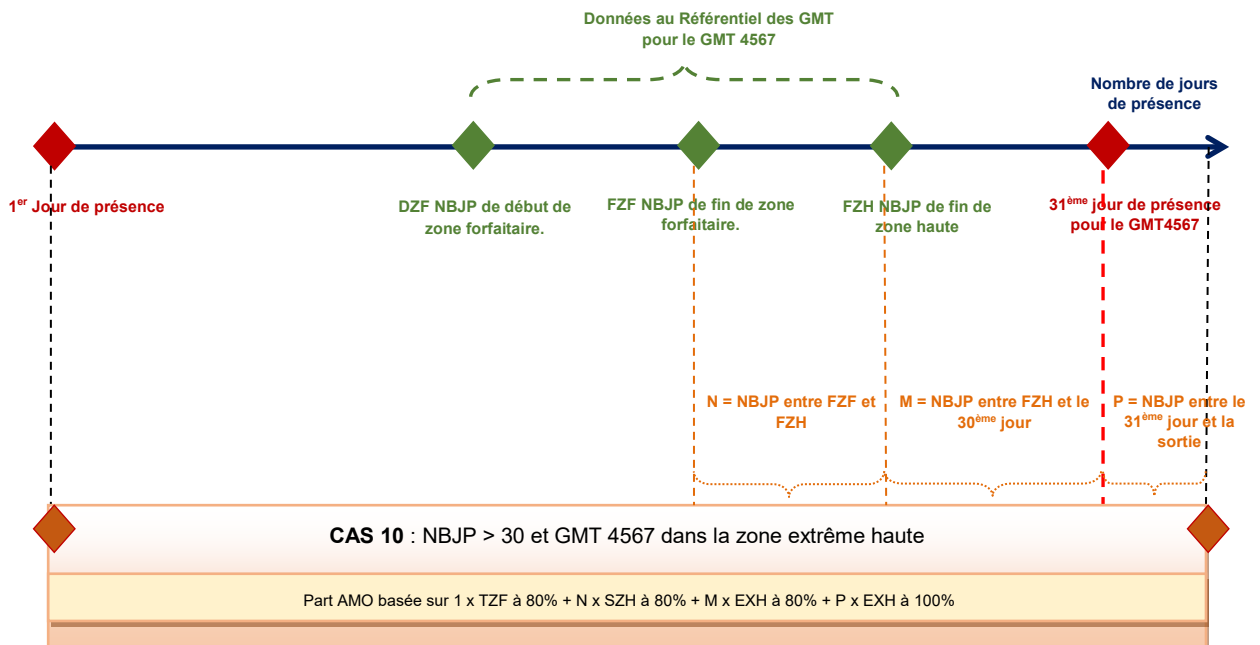 Données au Référentiel des GMT
pour le GMT 4567
Nombre de jours
de présence
1er Jour de présence
DZF NBJP de début de
zone forfaitaire.
FZF NBJP de fin de zone
forfaitaire.
FZH NBJP de fin de
zone haute
31ème jour de présence
pour le GMT4567
N = NBJP entre FZF et
FZH
M = NBJP entre FZH et le
30ème jour
P = NBJP entre le
31ème jour et la
sortie
CAS 10 : NBJP > 30 et GMT 4567 dans la zone extrême haute
Part AMO basée sur 1 x TZF à 80% + N x SZH à 80% + M x EXH à 80% + P x EXH à 100%